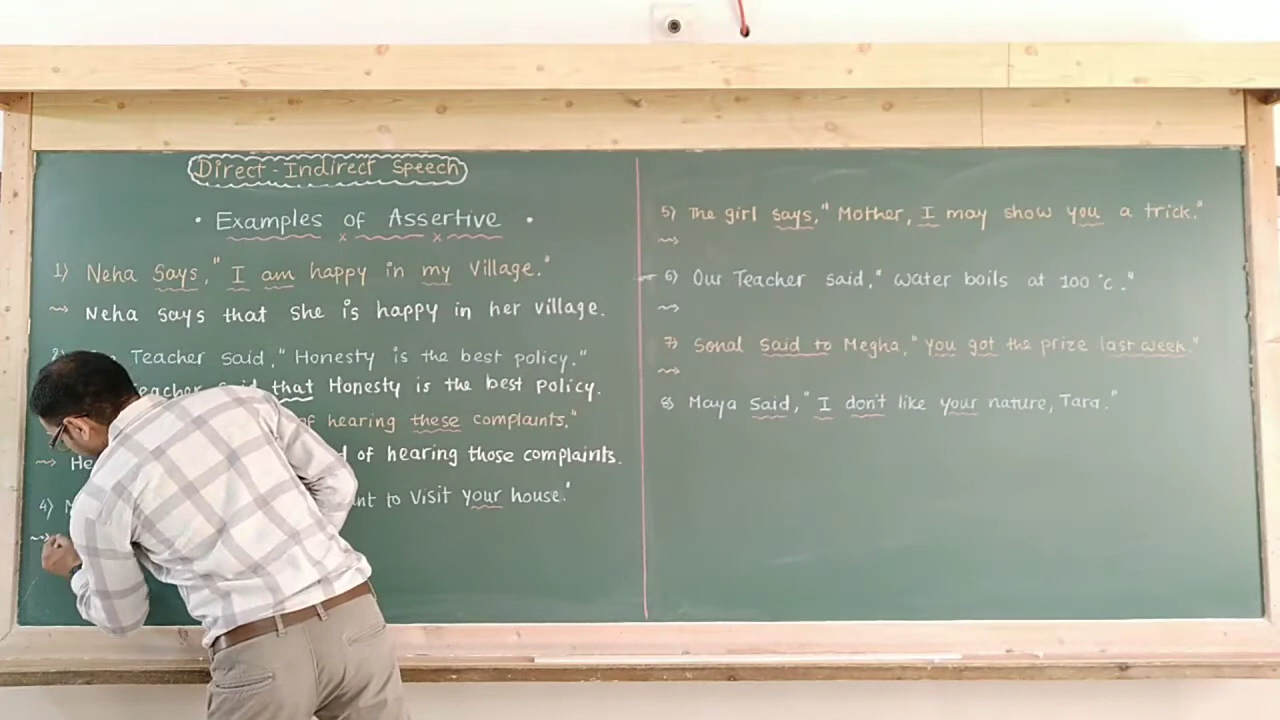 Direct-Indirect Speech
• Examples of Assertive •
1) Neha Says, "I am happy in my Village."
⇝ Neha says that she is happy in her village.
Teacher said, "Honesty is the best policy."
that Honesty is the best policy.
of hearing these complaints."
⇝ He of hearing those complaints.
4) to Visit your house."
⇝
5) The girl says, "Mother, I may show you a trick."
⇝
6) Our Teacher said, "Water boils at 100°c."
⇝
7) Sonal said to Megha, "You got the prize last week."
⇝
8) Maya said, "I don't like your nature, Tara."